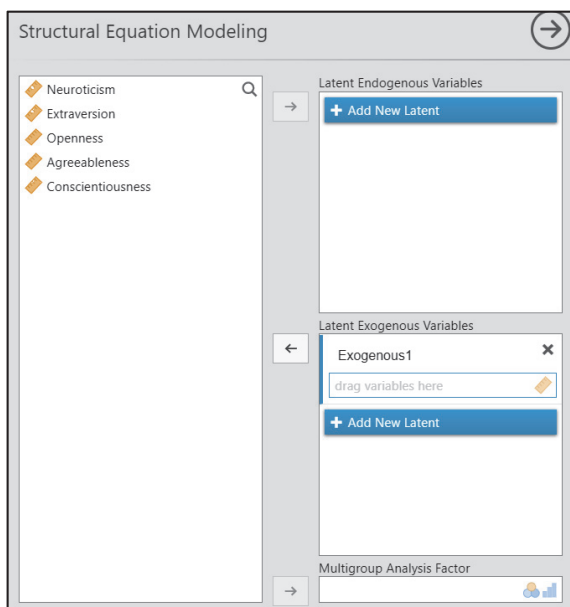 Structural Equation Modeling
Neuroticism
Extraversion
Openness
Agreeableness
Conscientiousness
Latent Endogenous Variables
+ Add New Latent
Latent Exogenous Variables
Exogenous1
drag variables here
+ Add New Latent
Multigroup Analysis Factor